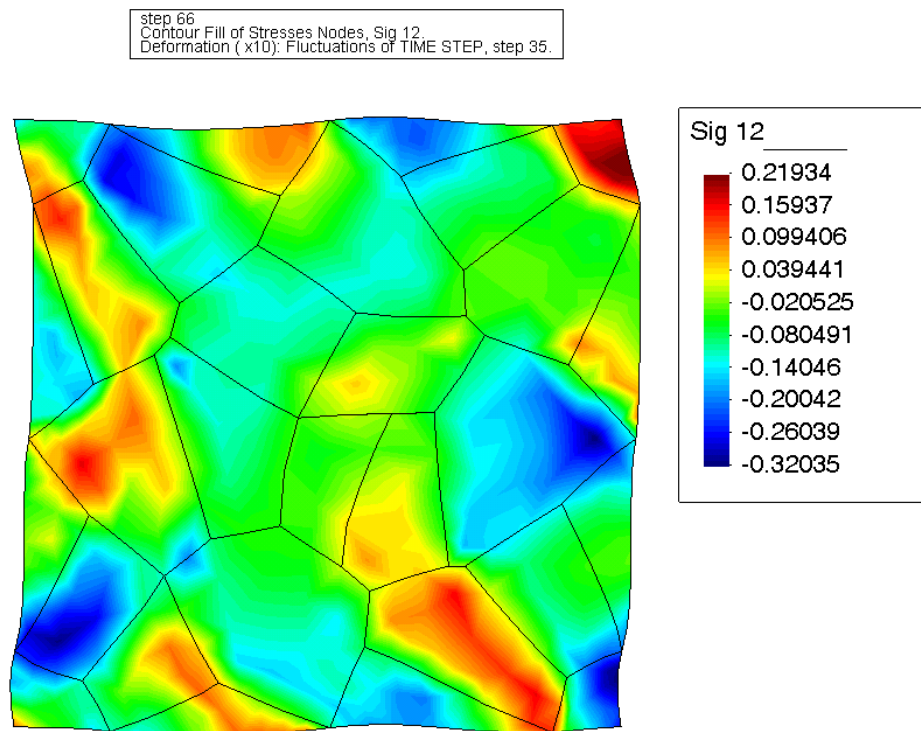 step 66
Contour Fill of Stresses Nodes, Sig 12.
Deformation ( x10): Fluctuations of TIME STEP, step 35.
Sig 12
0.21934
0.15937
0.099406
0.039441
-0.020525
-0.080491
-0.14046
-0.20042
-0.26039
-0.32035